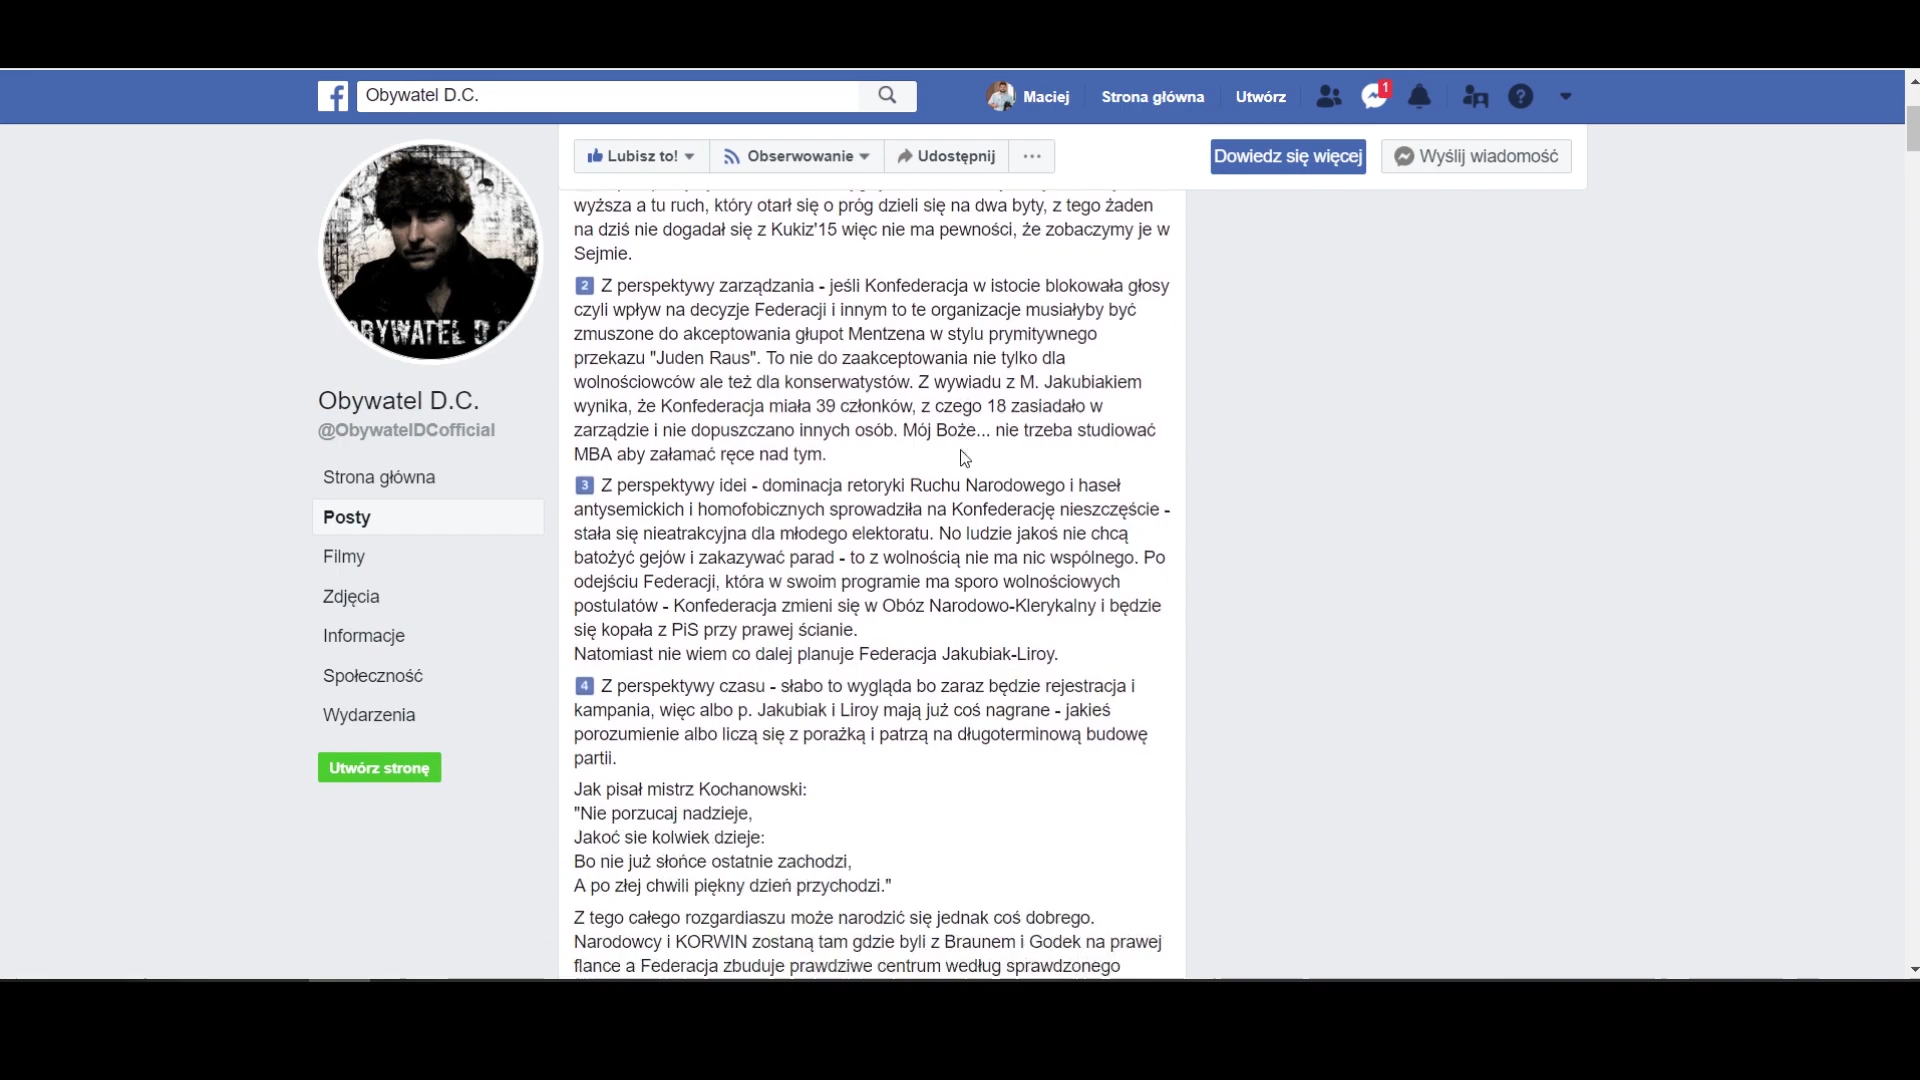 Obywatel D.C.
Maciej
Strona główna
Utwórz
1
Lubisz to!
Obserwowanie
Udostępnij
Dowiedz się więcej
Wyślij wiadomość
OBYWATEL D.C.
Obywatel D.C.
@ObywatelDCofficial
Strona główna
Posty
Filmy
Zdjęcia
Informacje
Społeczność
Wydarzenia
Utwórz stronę
wyższa a tu ruch, który otarł się o próg dzieli się na dwa byty, z tego żaden
na dziś nie dogadał się z Kukiz'15 więc nie ma pewności, że zobaczymy je w
Sejmie.
2 Z perspektywy zarządzania - jeśli Konfederacja w istocie blokowała głosy
czyli wpływ na decyzje Federacji i innym to te organizacje musiałyby być
zmuszone do akceptowania głupot Mentzena w stylu prymitywnego
przekazu "Juden Raus". To nie do zaakceptowania nie tylko dla
wolnościowców ale też dla konserwatystów. Z wywiadu z M. Jakubiakiem
wynika, że Konfederacja miała 39 członków, z czego 18 zasiadało w
zarządzie i nie dopuszczano innych osób. Mój Boże... nie trzeba studiować
MBA aby załamać ręce nad tym.
3 Z perspektywy idei - dominacja retoryki Ruchu Narodowego i haseł
antysemickich i homofobicznych sprowadziła na Konfederację nieszczęście -
stała się nieatrakcyjna dla młodego elektoratu. No ludzie jakoś nie chcą
batożyć gejów i zakazywać parad - to z wolnością nie ma nic wspólnego. Po
odejściu Federacji, która w swoim programie ma sporo wolnościowych
postulatów - Konfederacja zmieni się w Obóz Narodowo-Klerykalny i będzie
się kopała z PiS przy prawej ścianie.
Natomiast nie wiem co dalej planuje Federacja Jakubiak-Liroy.
4 Z perspektywy czasu - słabo to wygląda bo zaraz będzie rejestracja i
kampania, więc albo p. Jakubiak i Liroy mają już coś nagrane - jakieś
porozumienie albo liczą się z porażką i patrzą na długoterminową budowę
partii.
Jak pisał mistrz Kochanowski:
"Nie porzucaj nadzieje,
Jakoć sie kolwiek dzieje:
Bo nie już słońce ostatnie zachodzi,
A po złej chwili piękny dzień przychodzi."
Z tego całego rozgardiaszu może narodzić się jednak coś dobrego.
Narodowcy i KORWIN zostaną tam gdzie byli z Braunem i Godek na prawej
flance a Federacja zbuduje prawdziwe centrum według sprawdzonego